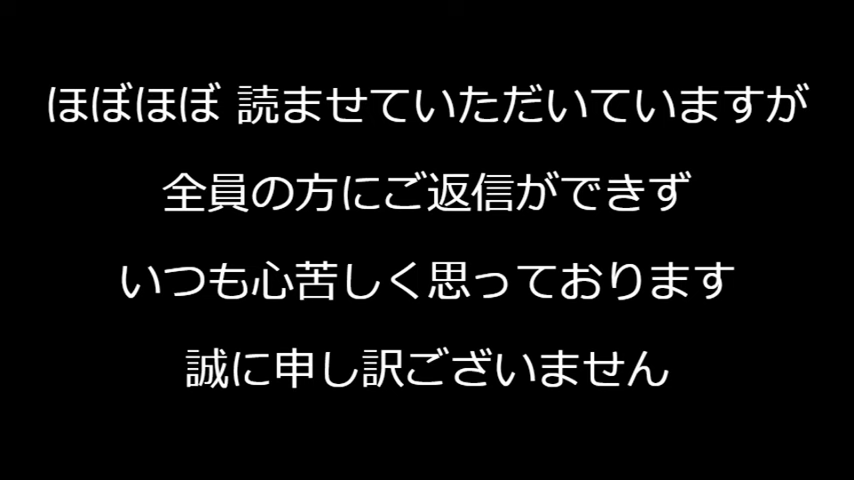 ほぼほぼ 読ませていただいていますが
全員の方にご返信ができず
いつも心苦しく思っております
誠に申し訳ございません